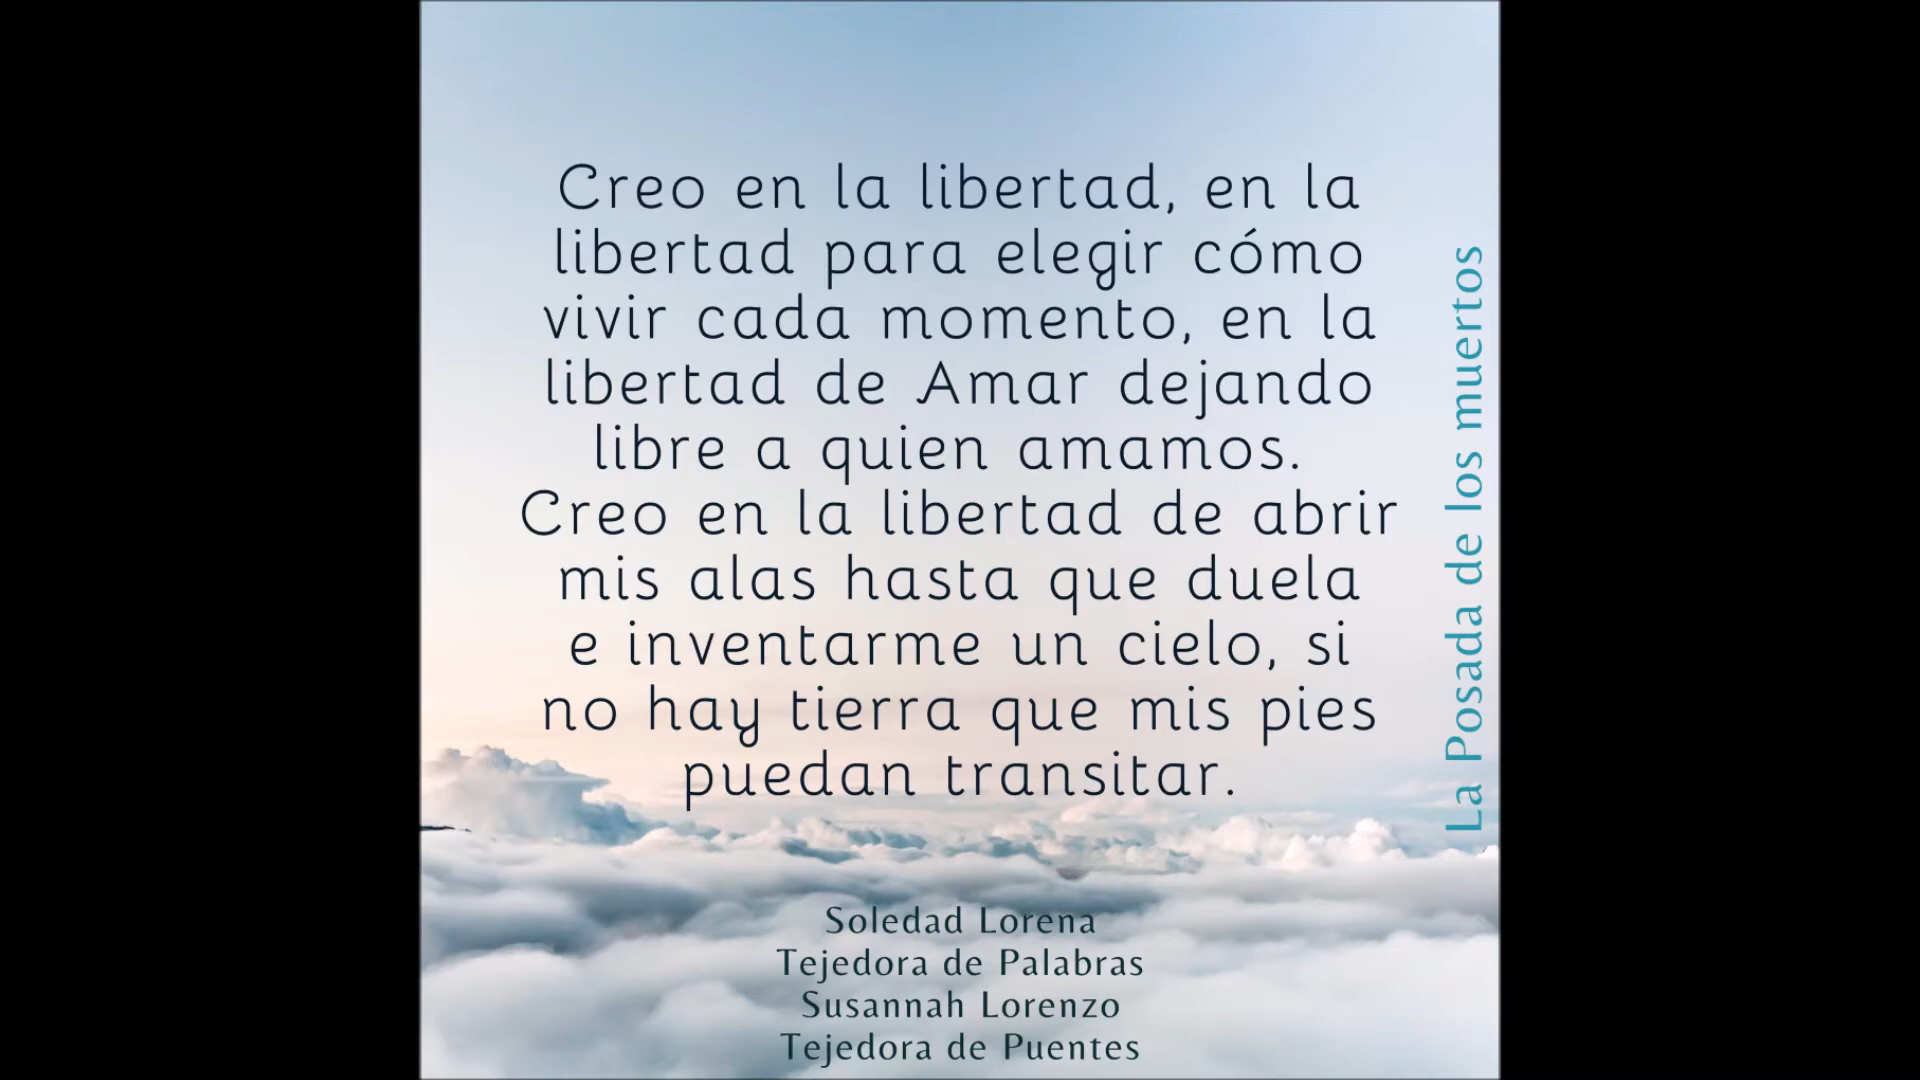 Creo en la libertad, en la
libertad para elegir cómo
vivir cada momento, en la
libertad de Amar dejando
libre a quien amamos.
Creo en la libertad de abrir
mis alas hasta que duela
e inventarme un cielo, si
no hay tierra que mis pies
puedan transitar.
La Posada de los muertos
Soledad Lorena
Tejedora de Palabras
Susannah Lorenzo
Tejedora de Puentes